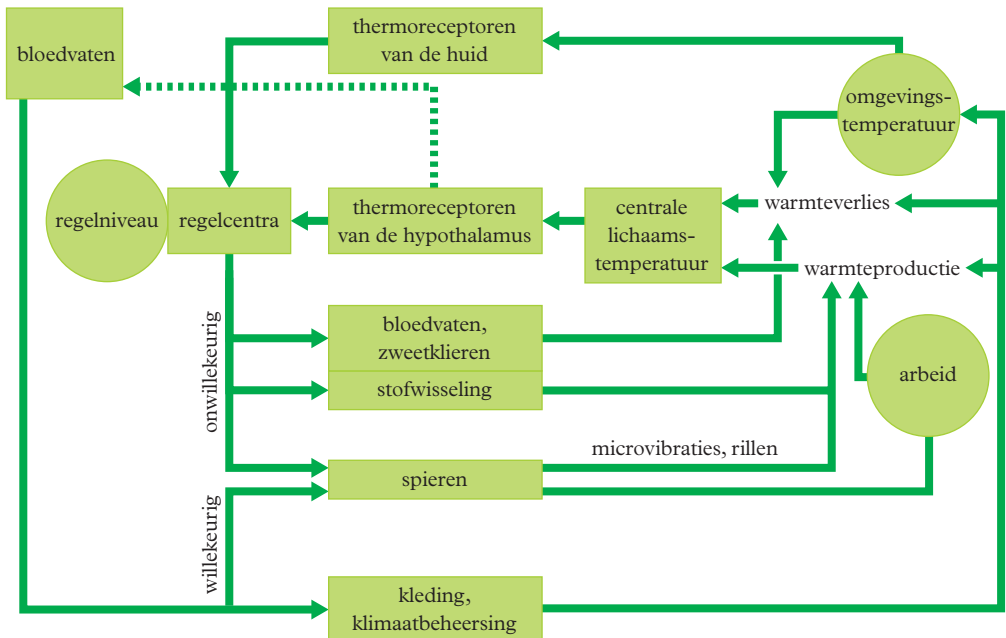 bloedvaten
thermoreceptoren
van de huid
omgevings-
temperatuur
regelniveau
regelcentra
thermoreceptoren
van de hypothalamus
centrale
lichaams-
temperatuur
warmteverlies
warmteproductie
onwillekeurig
bloedvaten,
zweetklieren
stofwisseling
arbeid
microvibraties, rillen
spieren
willekeurig
kleding,
klimaatbeheersing